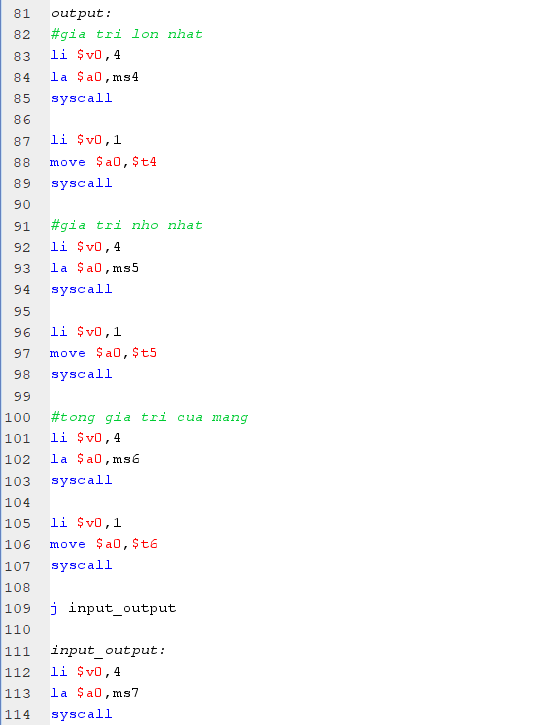 81 output:
82 #gia tri lon nhat
83 li $v0,4
84 la $a0,ms4
85 syscall
86
87 li $v0,1
88 move $a0,$t4
89 syscall
90
91 #gia tri nho nhat
92 li $v0,4
93 la $a0,ms5
94 syscall
95
96 li $v0,1
97 move $a0,$t5
98 syscall
99
100 #tong gia tri cua mang
101 li $v0,4
102 la $a0,ms6
103 syscall
104
105 li $v0,1
106 move $a0,$t6
107 syscall
108
109 j input_output
110
111 input_output:
112 li $v0,4
113 la $a0,ms7
114 syscall